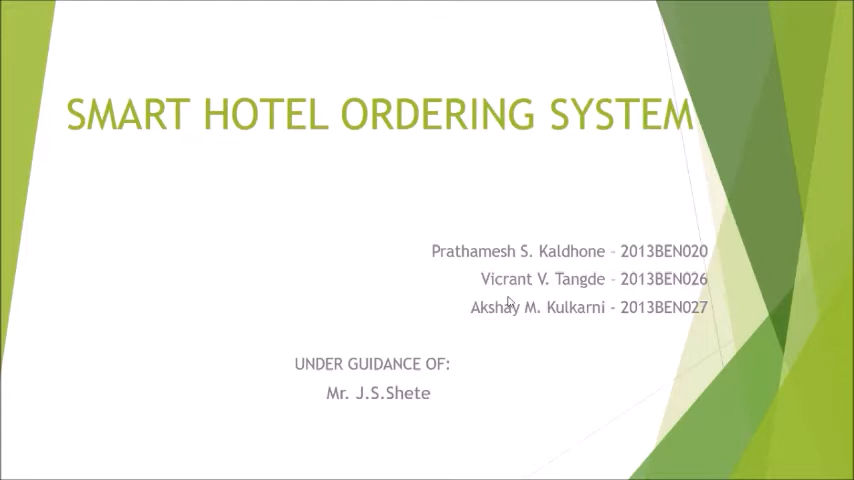 SMART HOTEL ORDERING SYSTEM
Prathamesh S. Kaldhone - 2013BEN020
Vicrant V. Tangde - 2013BEN026
Akshay M. Kulkarni - 2013BEN027
UNDER GUIDANCE OF:
Mr. J.S.Shete